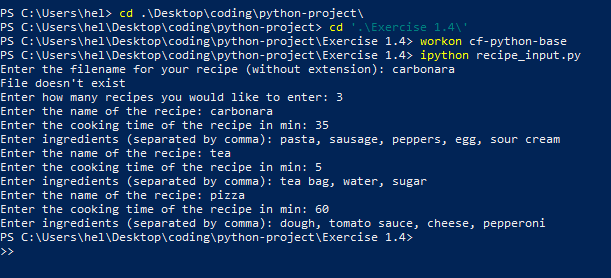 PS C:\Users\hel> cd .\Desktop\coding\python-project\
PS C:\Users\hel\Desktop\coding\python-project> cd '.\Exercise 1.4\'
PS C:\Users\hel\Desktop\coding\python-project\Exercise 1.4> workon cf-python-base
PS C:\Users\hel\Desktop\coding\python-project\Exercise 1.4> ipython recipe_input.py
Enter the filename for your recipe (without extension): carbonara
File doesn't exist
Enter how many recipes you would like to enter: 3
Enter the name of the recipe: carbonara
Enter the cooking time of the recipe in min: 35
Enter ingredients (separated by comma): pasta, sausage, peppers, egg, sour cream
Enter the name of the recipe: tea
Enter the cooking time of the recipe in min: 5
Enter ingredients (separated by comma): tea bag, water, sugar
Enter the name of the recipe: pizza
Enter the cooking time of the recipe in min: 60
Enter ingredients (separated by comma): dough, tomato sauce, cheese, pepperoni
PS C:\Users\hel\Desktop\coding\python-project\Exercise 1.4>
>>